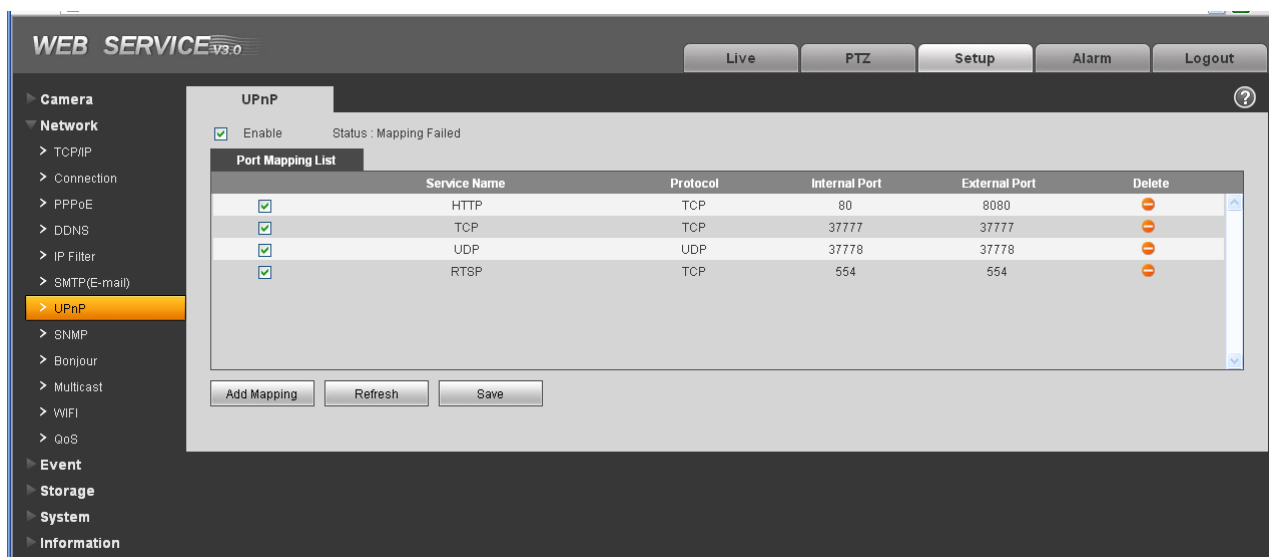 WEB SERVICE V3.0
Live PTZ Setup Alarm Logout
Camera
Network
TCP/IP
Connection
PPPoE
DDNS
IP Filter
SMTP(E-mail)
UPnP
SNMP
Bonjour
Multicast
WIFI
QoS
Event
Storage
System
Information
UPnP
?
Enable Status : Mapping Failed
Port Mapping List
Service Name Protocol Internal Port External Port Delete
HTTP TCP 80 8080
TCP TCP 37777 37777
UDP UDP 37778 37778
RTSP TCP 554 554
Add Mapping Refresh Save